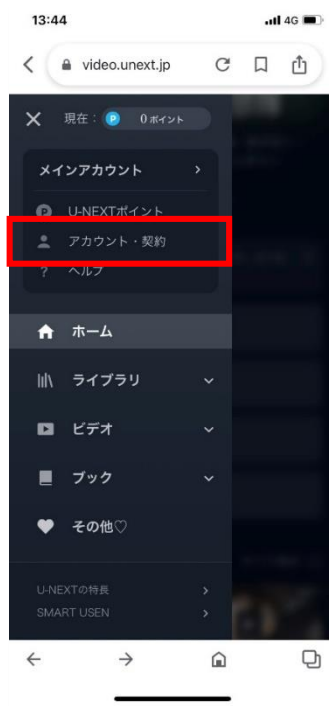 13:44
4G
video.unext.jp
現在: P 0ポイント
メインアカウント
P U-NEXTポイント
アカウント・契約
? ヘルプ
ホーム
ライブラリ
ビデオ
ブック
その他♡
U-NEXTの特長
SMART USEN